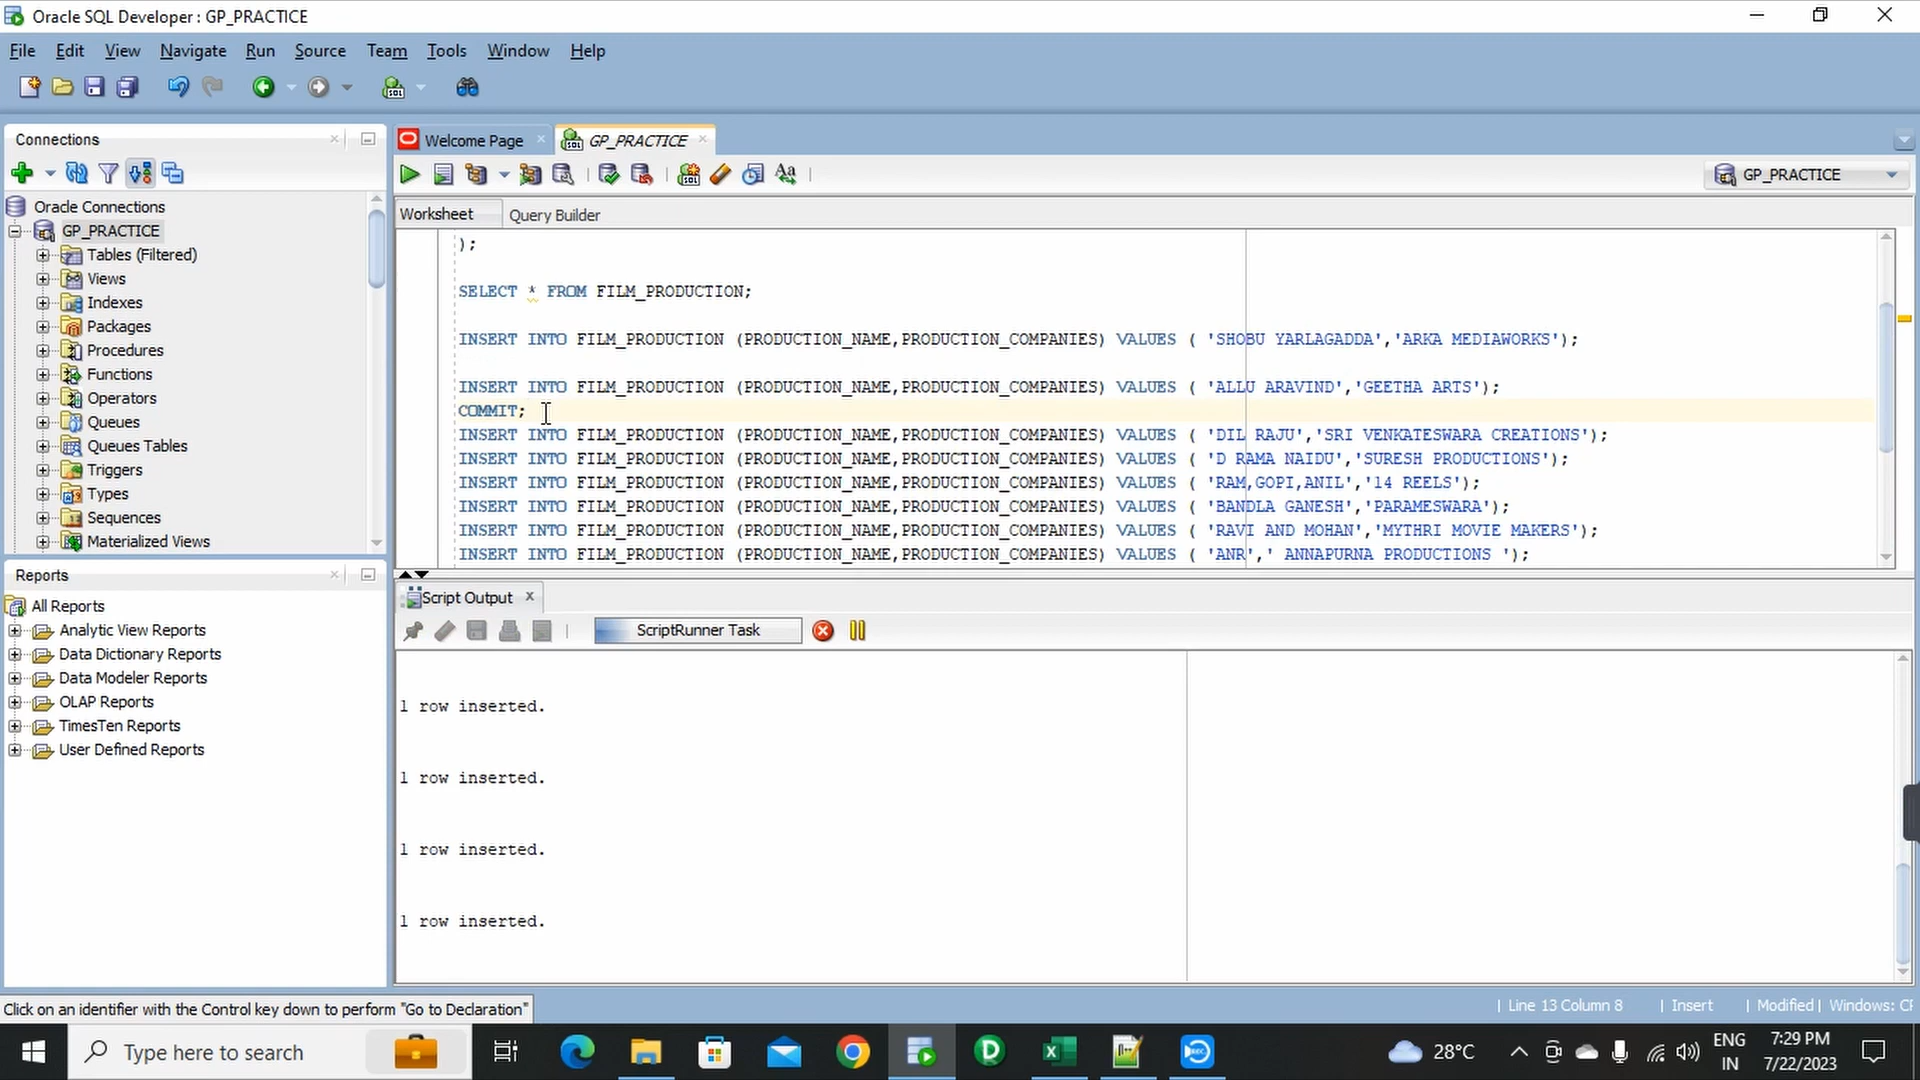 Oracle SQL Developer : GP_PRACTICE
File Edit View Navigate Run Source Team Tools Window Help
Connections
Oracle Connections
GP_PRACTICE
Tables (Filtered)
Views
Indexes
Packages
Procedures
Functions
Operators
Queues
Queues Tables
Triggers
Types
Sequences
Materialized Views
Reports
All Reports
Analytic View Reports
Data Dictionary Reports
Data Modeler Reports
OLAP Reports
TimesTen Reports
User Defined Reports
Welcome Page
GP_PRACTICE
GP_PRACTICE
Worksheet Query Builder
);
SELECT * FROM FILM_PRODUCTION;
INSERT INTO FILM_PRODUCTION (PRODUCTION_NAME,PRODUCTION_COMPANIES) VALUES ( 'SHOBU YARLAGADDA','ARKA MEDIAWORKS');
INSERT INTO FILM_PRODUCTION (PRODUCTION_NAME,PRODUCTION_COMPANIES) VALUES ( 'ALLU ARAVIND','GEETHA ARTS');
COMMIT;
INSERT INTO FILM_PRODUCTION (PRODUCTION_NAME,PRODUCTION_COMPANIES) VALUES ( 'DIL RAJU','SRI VENKATESWARA CREATIONS');
INSERT INTO FILM_PRODUCTION (PRODUCTION_NAME,PRODUCTION_COMPANIES) VALUES ( 'D RAMA NAIDU','SURESH PRODUCTIONS');
INSERT INTO FILM_PRODUCTION (PRODUCTION_NAME,PRODUCTION_COMPANIES) VALUES ( 'RAM,GOPI,ANIL','14 REELS');
INSERT INTO FILM_PRODUCTION (PRODUCTION_NAME,PRODUCTION_COMPANIES) VALUES ( 'BANDLA GANESH','PARAMESWARA');
INSERT INTO FILM_PRODUCTION (PRODUCTION_NAME,PRODUCTION_COMPANIES) VALUES ( 'RAVI AND MOHAN','MYTHRI MOVIE MAKERS');
INSERT INTO FILM_PRODUCTION (PRODUCTION_NAME,PRODUCTION_COMPANIES) VALUES ( 'ANR',' ANNAPURNA PRODUCTIONS ');
Script Output
ScriptRunner Task
1 row inserted.
1 row inserted.
1 row inserted.
1 row inserted.
Click on an identifier with the Control key down to perform "Go to Declaration"
Line 13 Column 8 | Insert | Modified | Windows: CR
Type here to search
28°C
ENG
IN
7:29 PM
7/22/2023